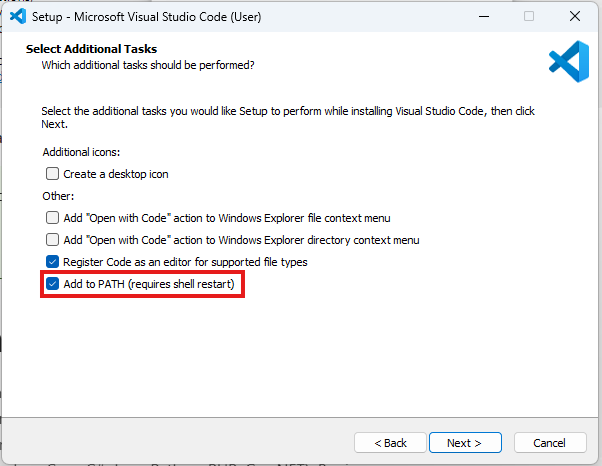 Setup - Microsoft Visual Studio Code (User)
Select Additional Tasks
Which additional tasks should be performed?
Select the additional tasks you would like Setup to perform while installing Visual Studio Code, then click
Next.
Additional icons:
Create a desktop icon
Other:
Add "Open with Code" action to Windows Explorer file context menu
Add "Open with Code" action to Windows Explorer directory context menu
Register Code as an editor for supported file types
Add to PATH (requires shell restart)
< Back
Next >
Cancel